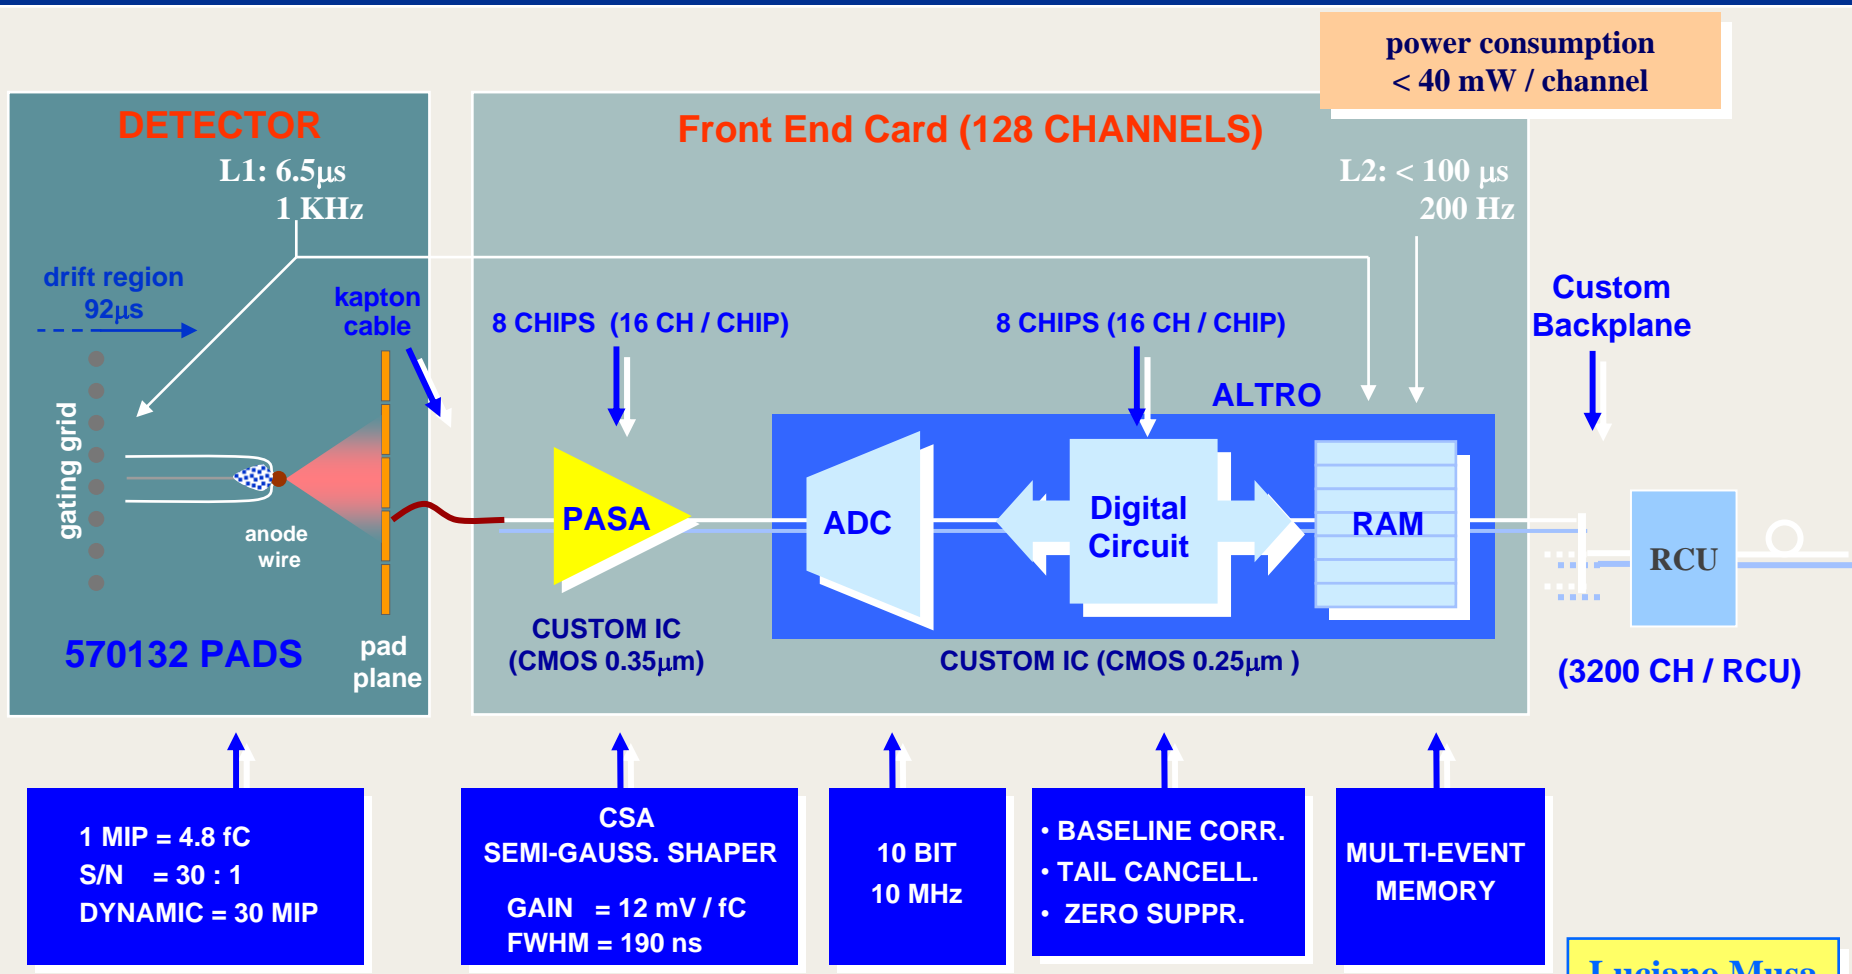 power consumption
< 40 mW / channel
DETECTOR
L1: 6.5μs
1 KHz
drift region
92μs
kapton
cable
gating grid
anode
wire
570132 PADS
pad
plane
Front End Card (128 CHANNELS)
L2: < 100 μs
200 Hz
8 CHIPS (16 CH / CHIP)
8 CHIPS (16 CH / CHIP)
ALTRO
PASA
ADC
Digital
Circuit
RAM
CUSTOM IC
(CMOS 0.35μm)
CUSTOM IC (CMOS 0.25μm )
Custom
Backplane
RCU
(3200 CH / RCU)
1 MIP = 4.8 fC
S/N = 30 : 1
DYNAMIC = 30 MIP
CSA
SEMI-GAUSS. SHAPER
GAIN = 12 mV / fC
FWHM = 190 ns
10 BIT
10 MHz
• BASELINE CORR.
• TAIL CANCELL.
• ZERO SUPPR.
MULTI-EVENT
MEMORY
Luciano Musa